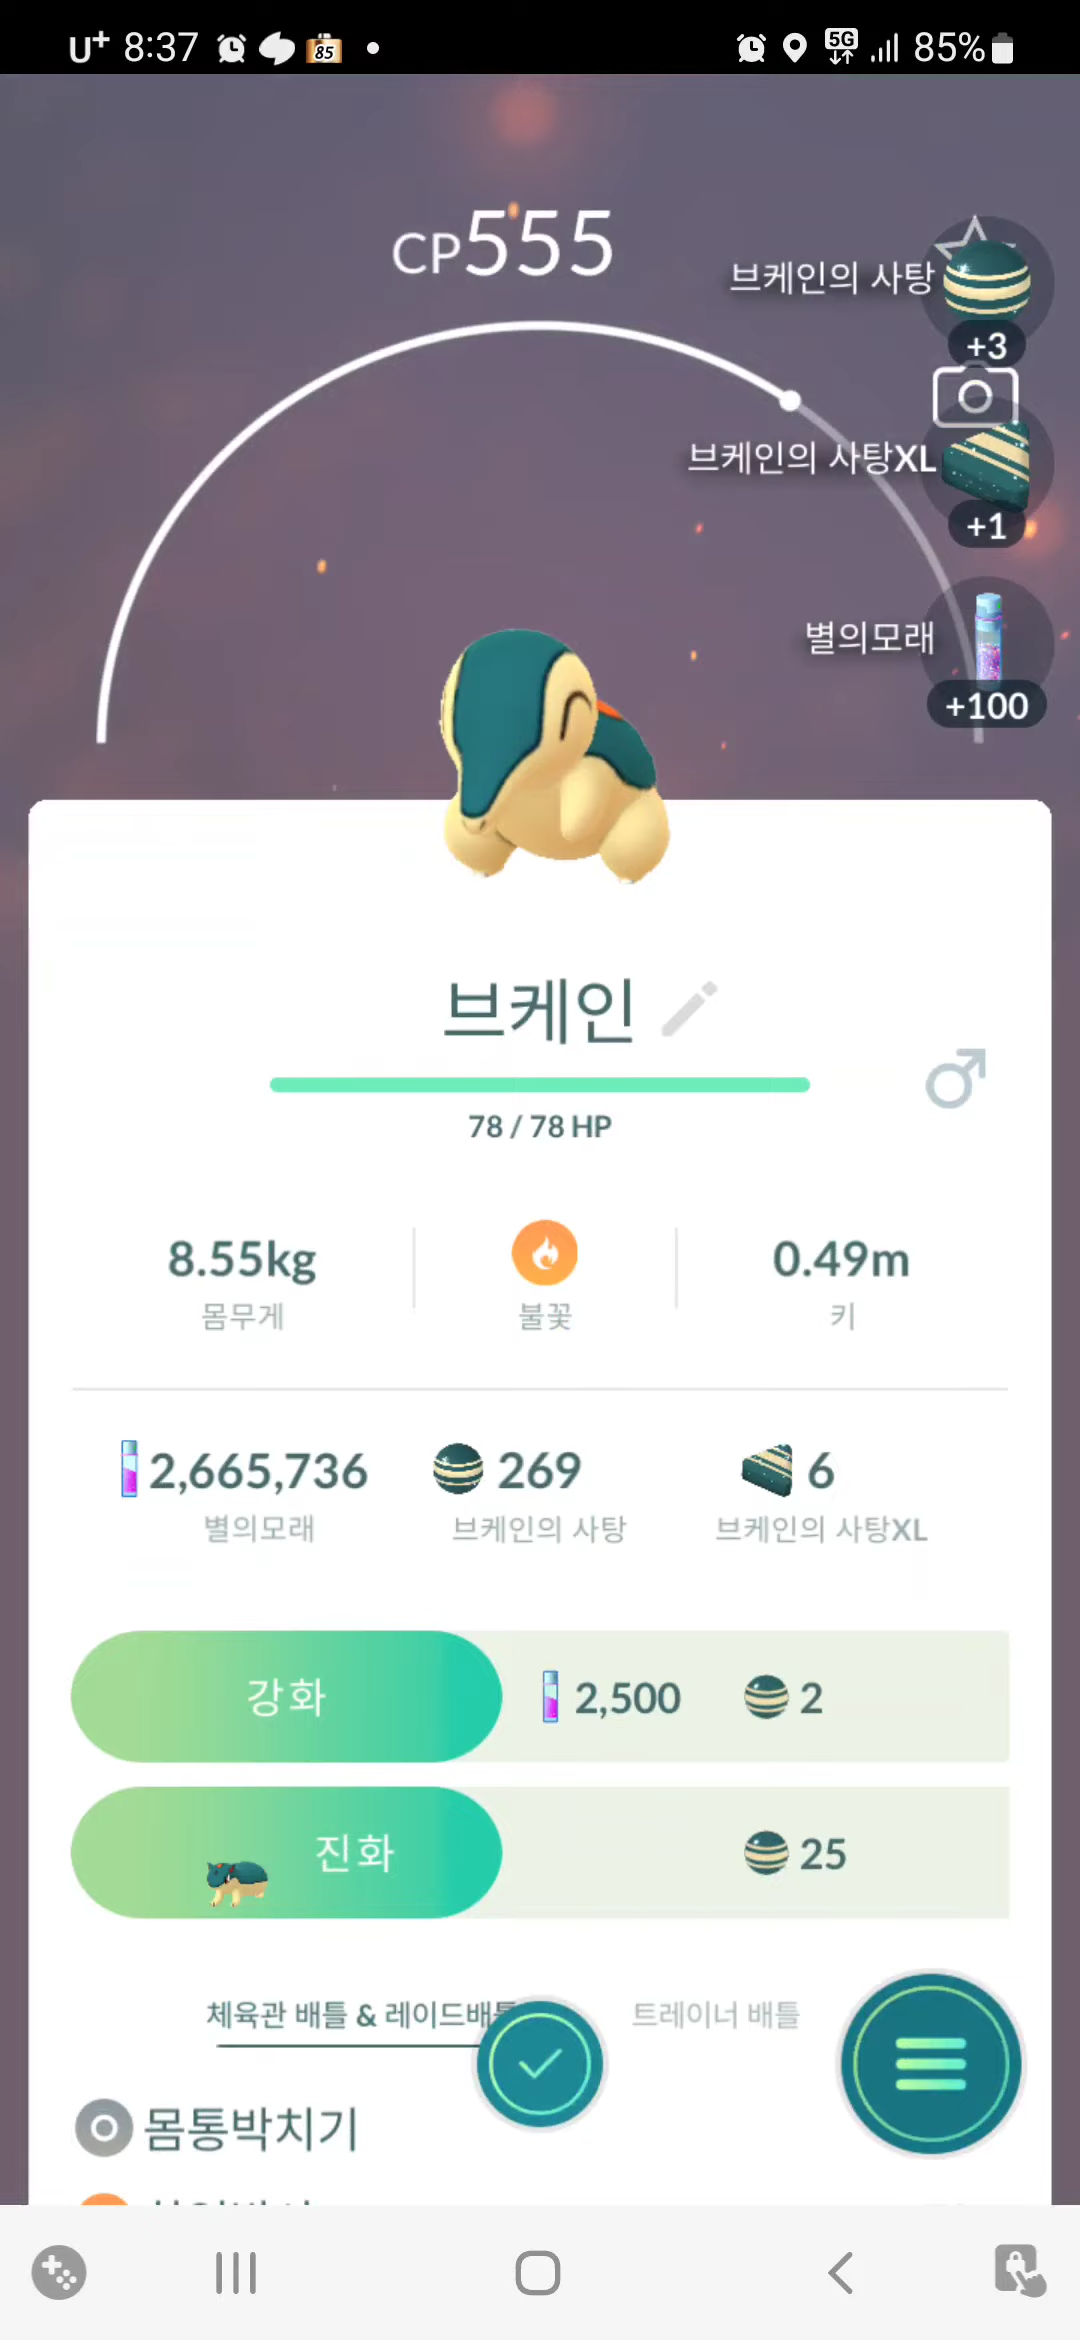 U+ 8:37 85 5G 85%
CP555
브케인의 사탕
+3
브케인의 사탕XL
+1
별의모래
+100
브케인
78 / 78 HP
8.55kg 0.49m
몸무게 불꽃 키
2,665,736 269 6
별의모래 브케인의 사탕 브케인의 사탕XL
강화 2,500 2
진화 25
체육관 배틀 & 레이드배틀 트레이너 배틀
몸통박치기